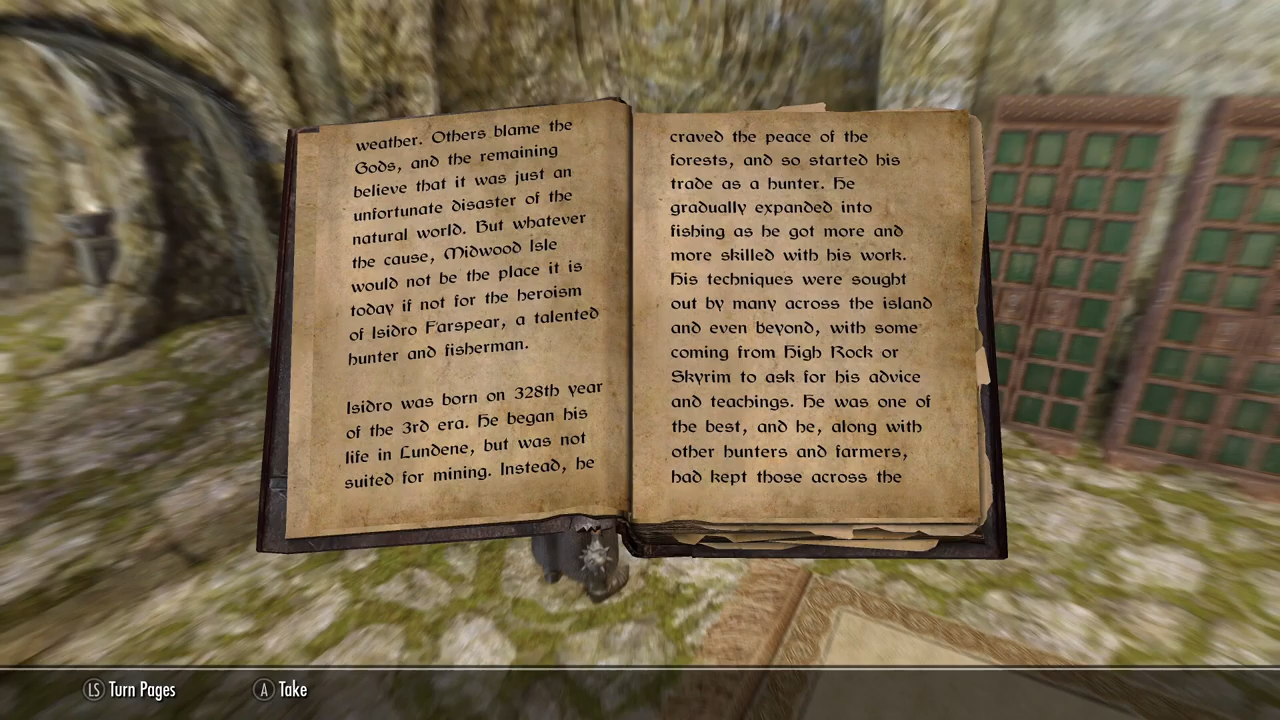 weather. Others blame the
Gods, and the remaining
believe that it was just an
unfortunate disaster of the
natural world. But whatever
the cause, Midwood Isle
would not be the place it is
today if not for the heroism
of Isidro Farspear, a talented
hunter and fisherman.
Isidro was born on 328th year
of the 3rd era. He began his
life in Lundene, but was not
suited for mining. Instead, he
craved the peace of the
forests, and so started his
trade as a hunter. He
gradually expanded into
fishing as he got more and
more skilled with his work.
His techniques were sought
out by many across the island
and even beyond, with some
coming from High Rock or
Skyrim to ask for his advice
and teachings. He was one of
the best, and he, along with
other hunters and farmers,
had kept those across the
LS Turn Pages
A Take